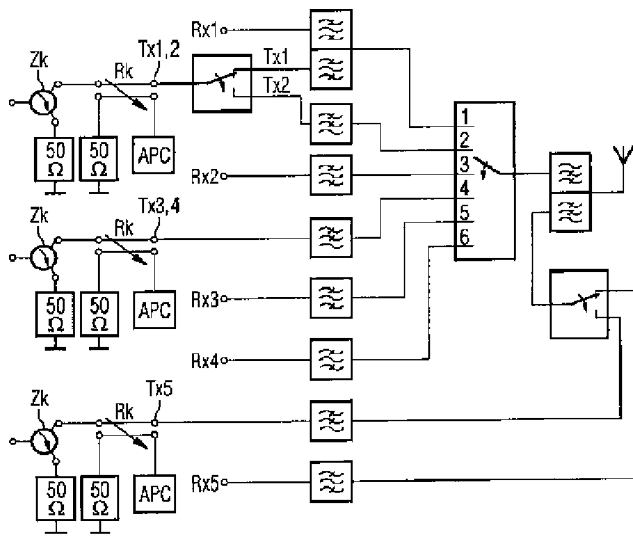 Rx1
Tx1,2
Zk
Rk
Tx1
Tx2
50 Ω
50 Ω
APC
1
2
3
4
5
6
Rx2
Tx3,4
Zk
Rk
50 Ω
50 Ω
APC
Rx3
Rx4
Tx5
Zk
Rk
50 Ω
50 Ω
APC
Rx5